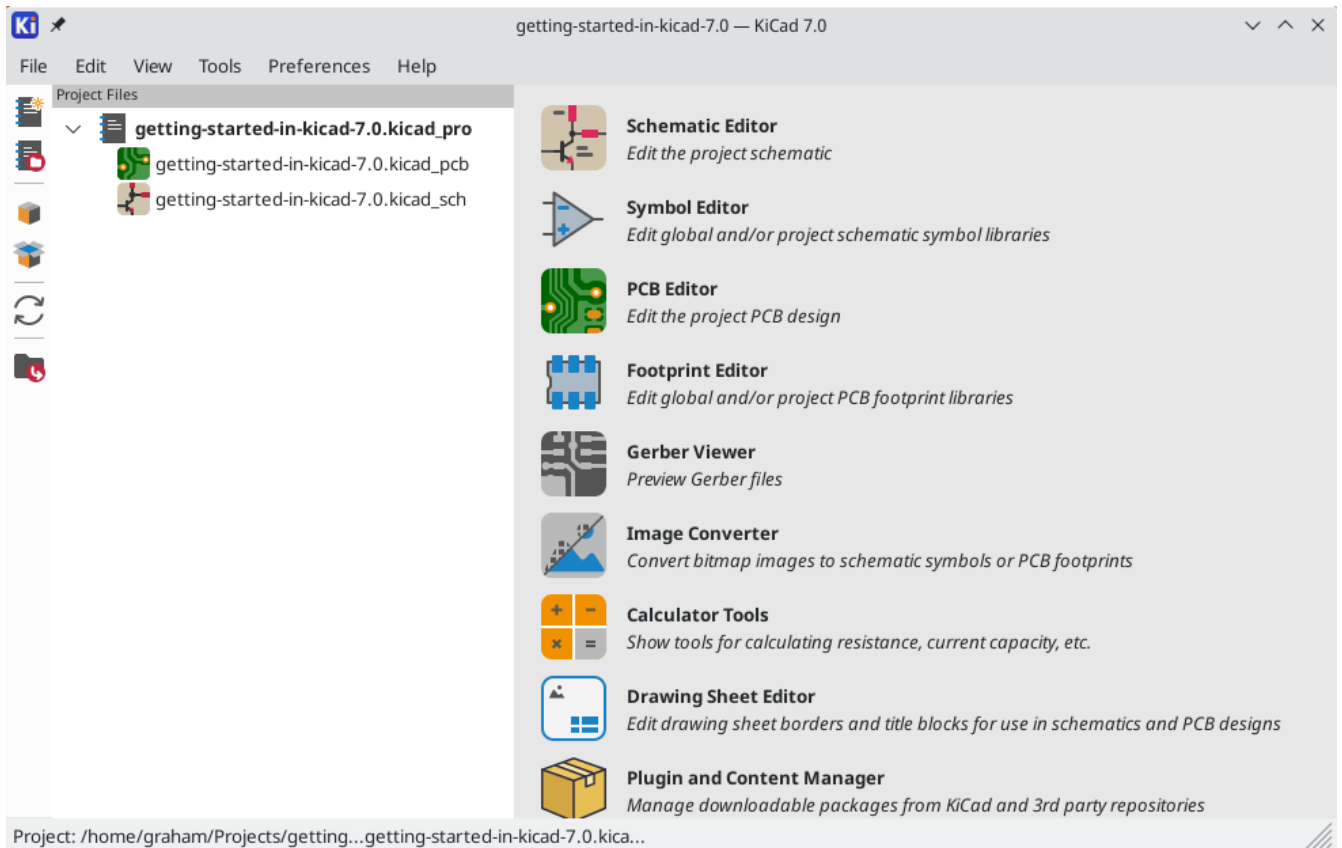 Ki
getting-started-in-kicad-7.0 — KiCad 7.0
File Edit View Tools Preferences Help
Project Files
getting-started-in-kicad-7.0.kicad_pro
getting-started-in-kicad-7.0.kicad_pcb
getting-started-in-kicad-7.0.kicad_sch
Schematic Editor
Edit the project schematic
Symbol Editor
Edit global and/or project schematic symbol libraries
PCB Editor
Edit the project PCB design
Footprint Editor
Edit global and/or project PCB footprint libraries
Gerber Viewer
Preview Gerber files
Image Converter
Convert bitmap images to schematic symbols or PCB footprints
Calculator Tools
Show tools for calculating resistance, current capacity, etc.
Drawing Sheet Editor
Edit drawing sheet borders and title blocks for use in schematics and PCB designs
Plugin and Content Manager
Manage downloadable packages from KiCad and 3rd party repositories
Project: /home/graham/Projects/getting...getting-started-in-kicad-7.0.kica...